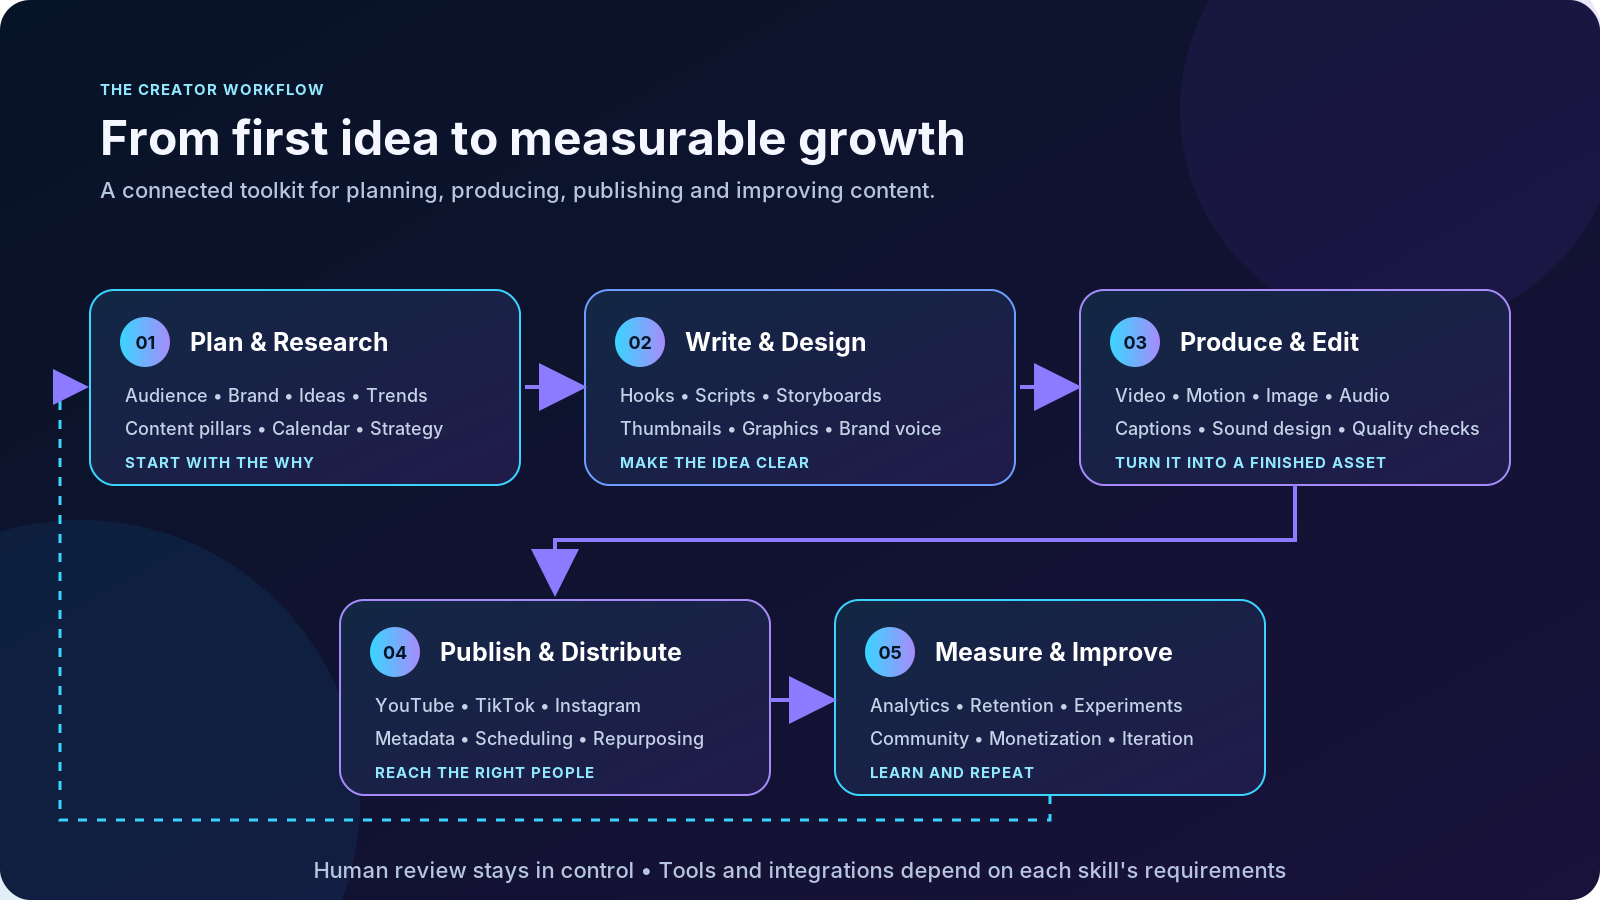 THE CREATOR WORKFLOW
From first idea to measurable growth
A connected toolkit for planning, producing, publishing and improving content.
01 Plan & Research
Audience • Brand • Ideas • Trends
Content pillars • Calendar • Strategy
START WITH THE WHY
02 Write & Design
Hooks • Scripts • Storyboards
Thumbnails • Graphics • Brand voice
MAKE THE IDEA CLEAR
03 Produce & Edit
Video • Motion • Image • Audio
Captions • Sound design • Quality checks
TURN IT INTO A FINISHED ASSET
04 Publish & Distribute
YouTube • TikTok • Instagram
Metadata • Scheduling • Repurposing
REACH THE RIGHT PEOPLE
05 Measure & Improve
Analytics • Retention • Experiments
Community • Monetization • Iteration
LEARN AND REPEAT
Human review stays in control • Tools and integrations depend on each skill's requirements